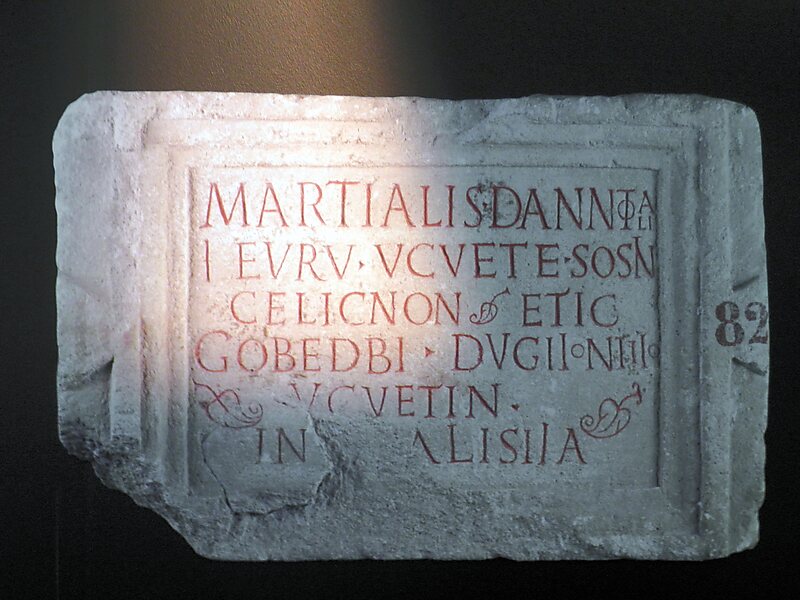 MARTIALIS·DANNOTALI
IEVRV·VCVETE·SOSIN
CELICNON ETIC
GOBEDBI·DVGIIONTIIO
VCVETIN·
IN ALISIIA
82